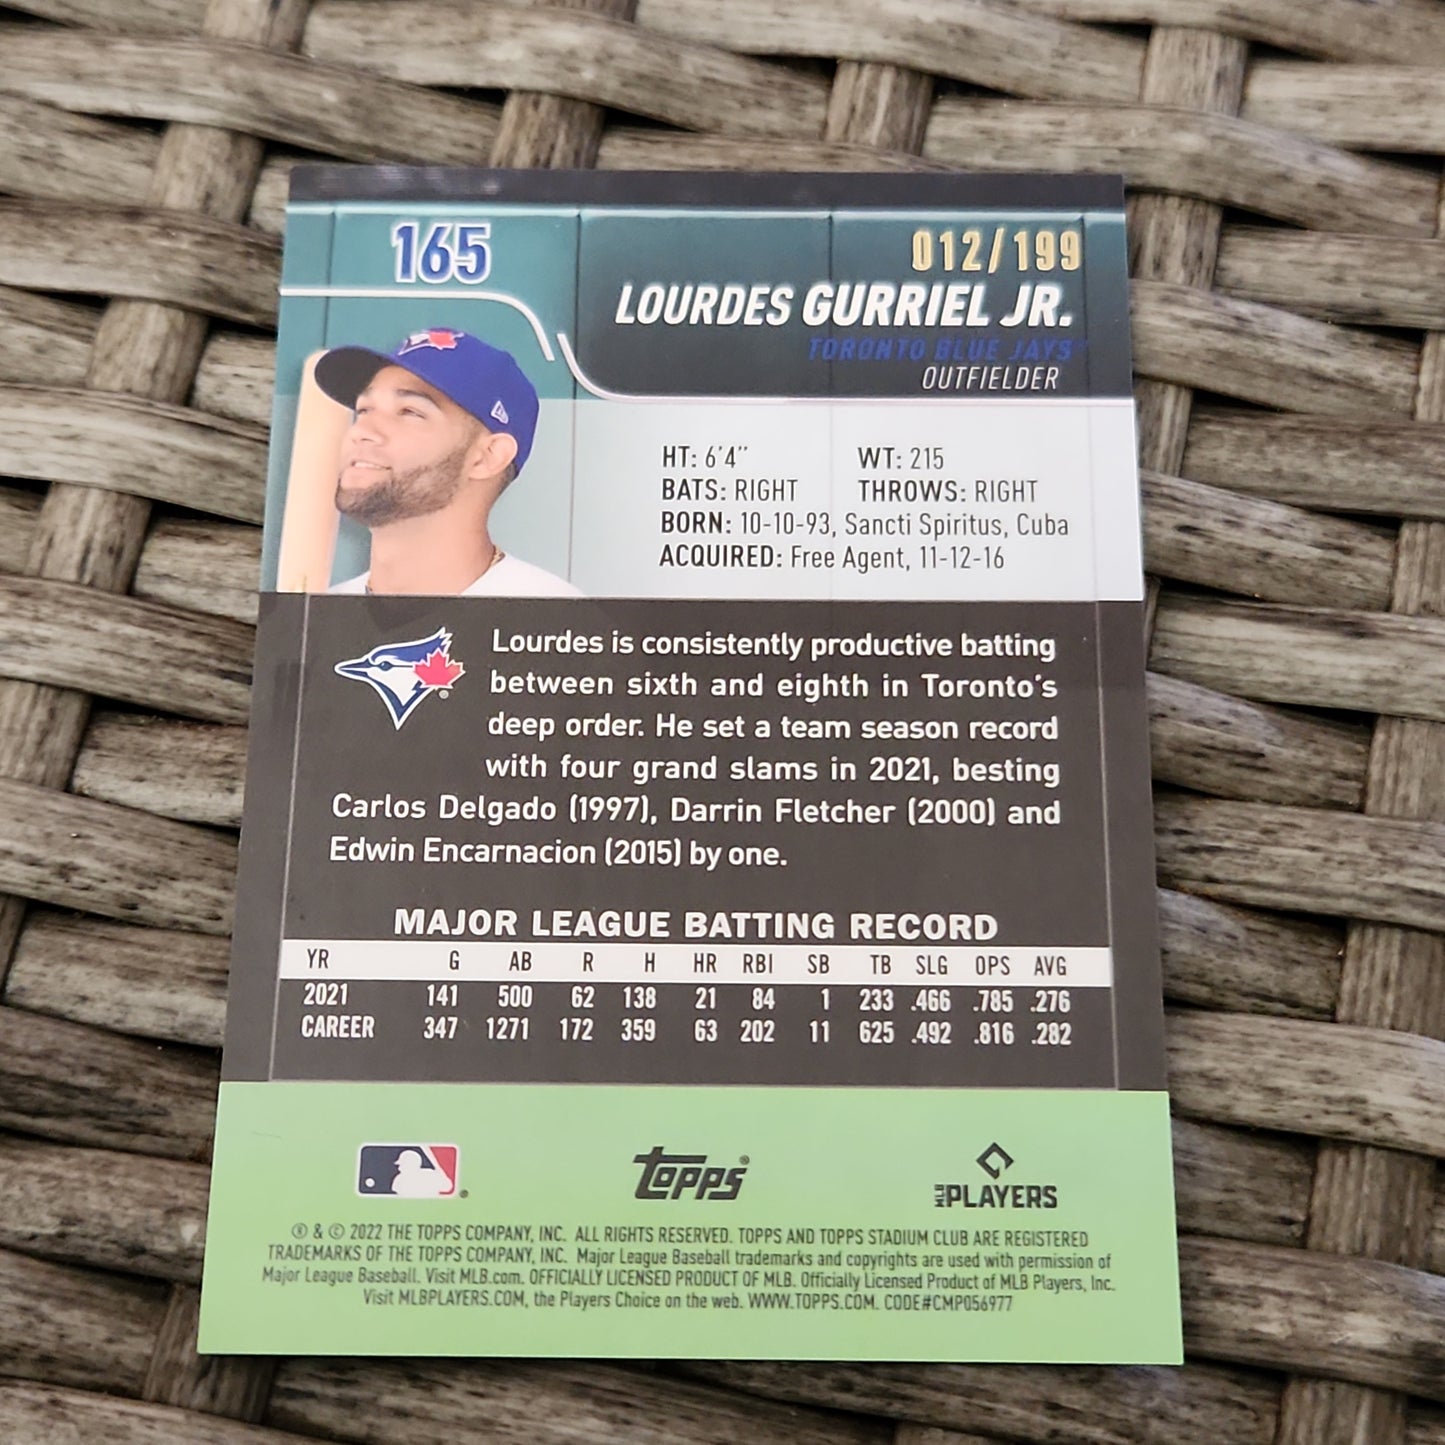 165
012/199
LOURDES GURRIEL JR.
TORONTO BLUE JAYS™
OUTFIELDER
HT: 6'4" WT: 215
BATS: RIGHT THROWS: RIGHT
BORN: 10-10-93, Sancti Spiritus, Cuba
ACQUIRED: Free Agent, 11-12-16
Lourdes is consistently productive batting
between sixth and eighth in Toronto's
deep order. He set a team season record
with four grand slams in 2021, besting
Carlos Delgado (1997), Darrin Fletcher (2000) and
Edwin Encarnacion (2015) by one.
MAJOR LEAGUE BATTING RECORD
YR G AB R H HR RBI SB TB SLG OPS AVG
2021 141 500 62 138 21 84 1 233 .466 .785 .276
CAREER 347 1271 172 359 63 202 11 625 .492 .816 .282
topps®
MLB PLAYERS
® & © 2022 THE TOPPS COMPANY, INC. ALL RIGHTS RESERVED. TOPPS AND TOPPS STADIUM CLUB ARE REGISTERED
TRADEMARKS OF THE TOPPS COMPANY, INC. Major League Baseball trademarks and copyrights are used with permission of
Major League Baseball. Visit MLB.com. OFFICIALLY LICENSED PRODUCT OF MLB. Officially Licensed Product of MLB Players, Inc.
Visit MLBPLAYERS.COM, the Players Choice on the web. WWW.TOPPS.COM. CODE#CMP056977